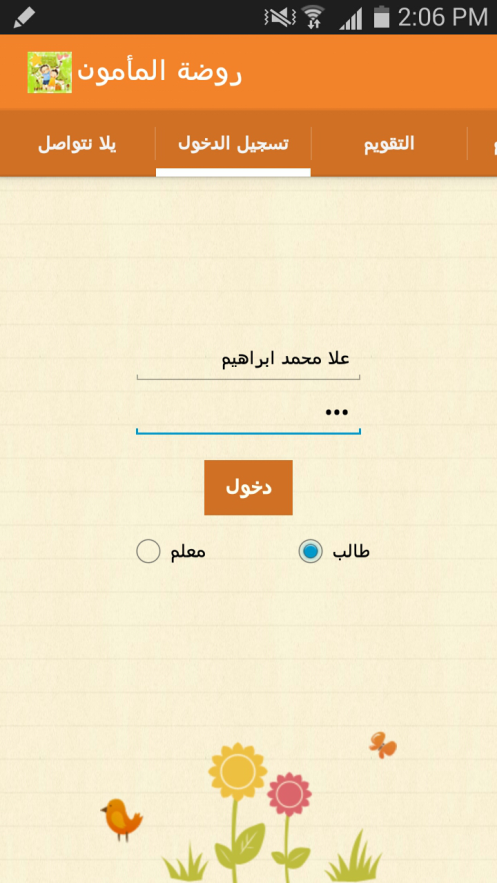 2:06 PM
روضة المأمون
التقويم
تسجيل الدخول
يلا نتواصل
علا محمد ابراهيم
•••
دخول
طالب
معلم